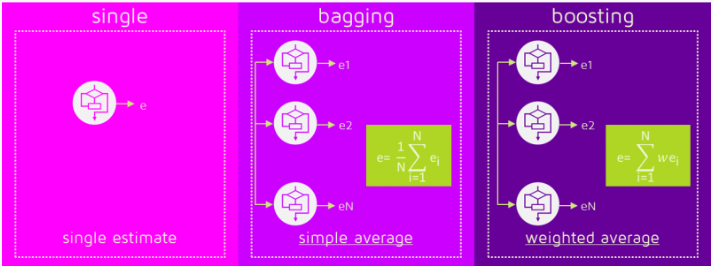 single
e
single estimate
bagging
e1
e2
eN
e= 1/N N∑i=1 ei
simple average
boosting
e1
e2
eN
e= N∑i=1 wei
weighted average